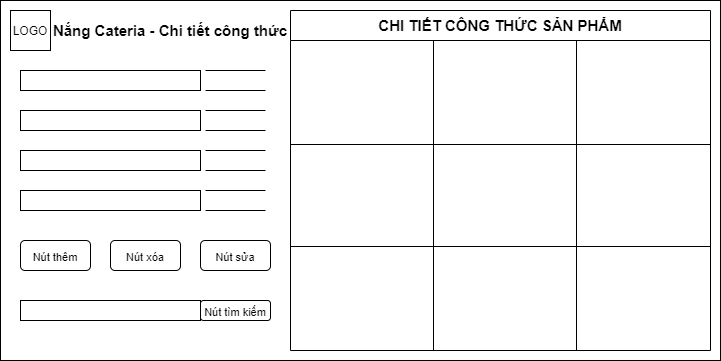 LOGO
Nắng Cateria - Chi tiết công thức
CHI TIẾT CÔNG THỨC SẢN PHẨM
Nút thêm
Nút xóa
Nút sửa
Nút tìm kiếm